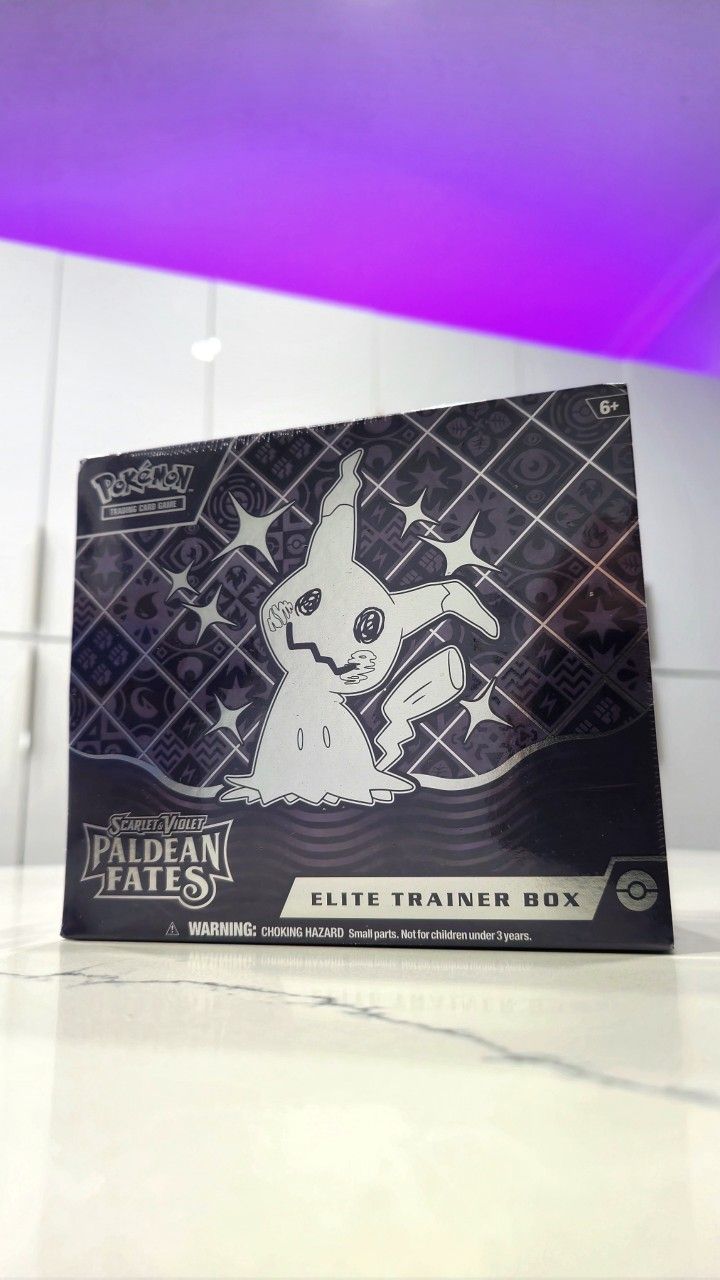 6+
POKéMON
TRADING CARD GAME
SCARLET & VIOLET
PALDEAN
FATES
ELITE TRAINER BOX
WARNING: CHOKING HAZARD Small parts. Not for children under 3 years.